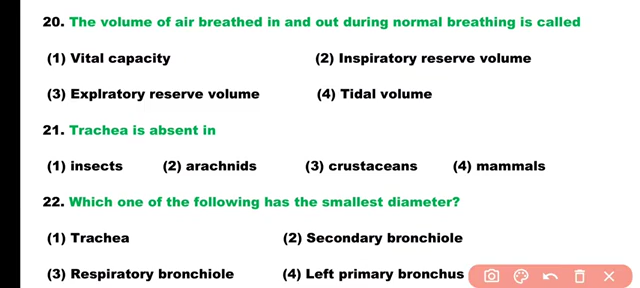 20. The volume of air breathed in and out during normal breathing is called
(1) Vital capacity (2) Inspiratory reserve volume
(3) Explratory reserve volume (4) Tidal volume
21. Trachea is absent in
(1) insects (2) arachnids (3) crustaceans (4) mammals
22. Which one of the following has the smallest diameter?
(1) Trachea (2) Secondary bronchiole
(3) Respiratory bronchiole (4) Left primary bronchus